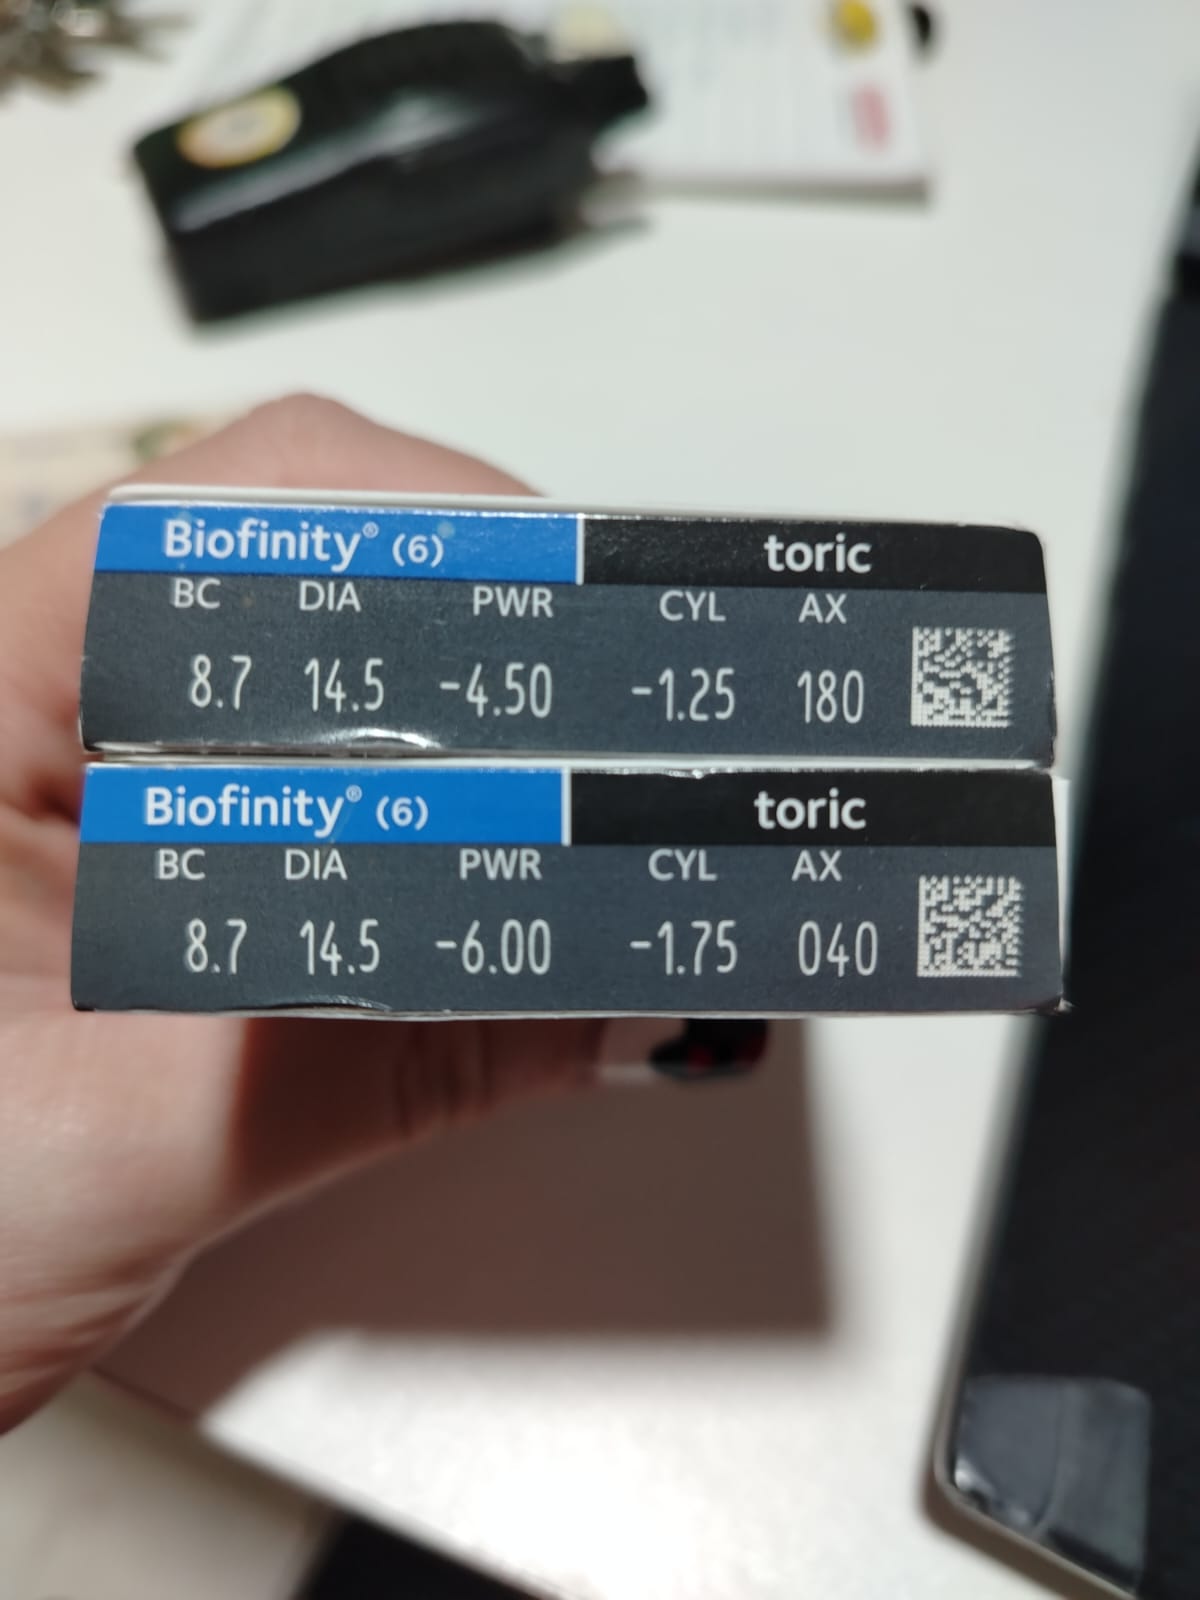 Biofinity® (6) toric
BC DIA PWR CYL AX
8.7 14.5 -4.50 -1.25 180
Biofinity® (6) toric
BC DIA PWR CYL AX
8.7 14.5 -6.00 -1.75 040